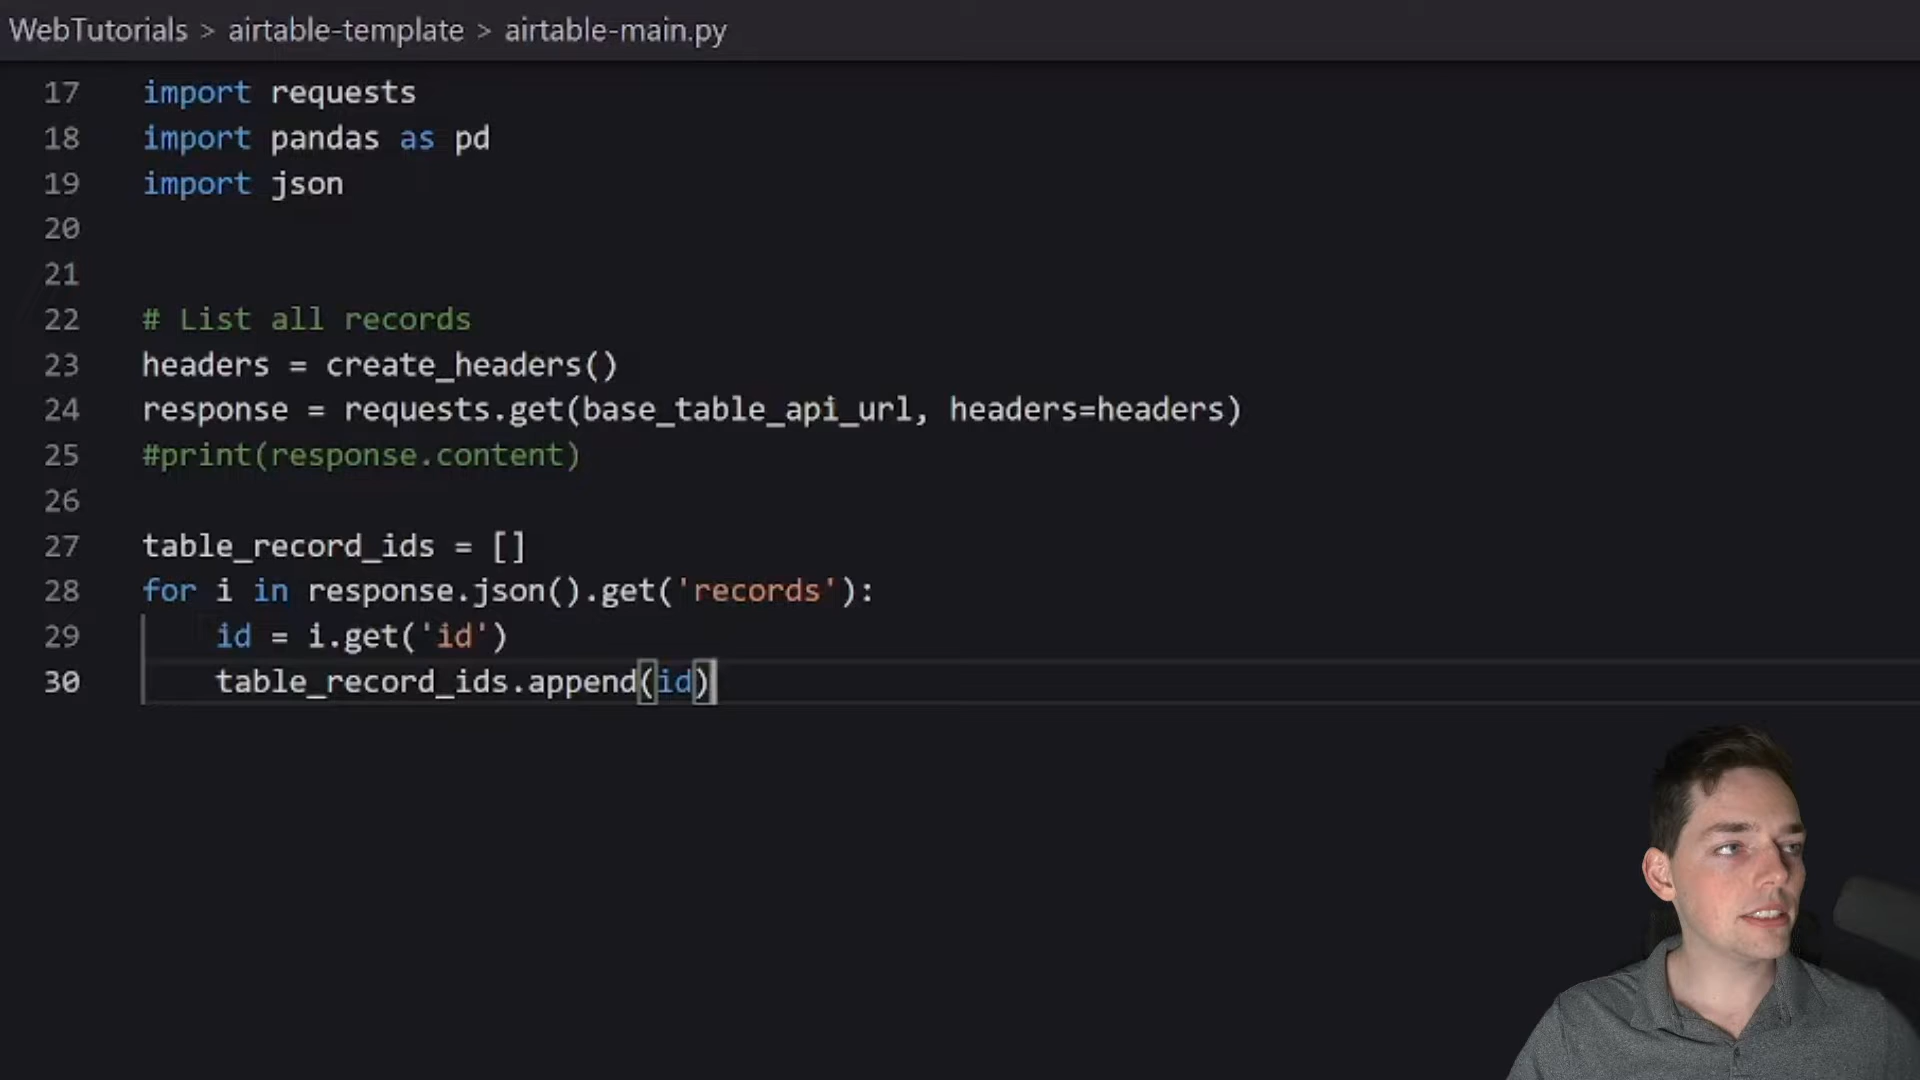 WebTutorials > airtable-template > airtable-main.py
17 import requests
18 import pandas as pd
19 import json
20
21
22 # List all records
23 headers = create_headers()
24 response = requests.get(base_table_api_url, headers=headers)
25 #print(response.content)
26
27 table_record_ids = []
28 for i in response.json().get('records'):
29     id = i.get('id')
30     table_record_ids.append(id)